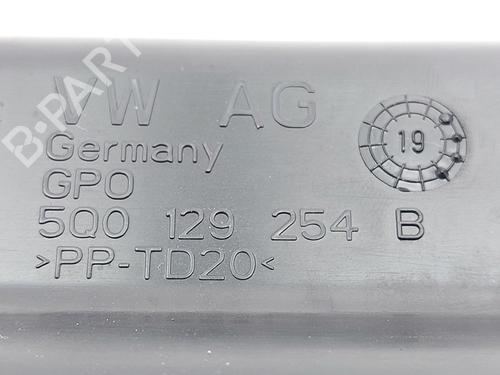 VW AG
Germany
GPO
5Q0 129 254 B
>PP-TD20<
19
B-PARTS